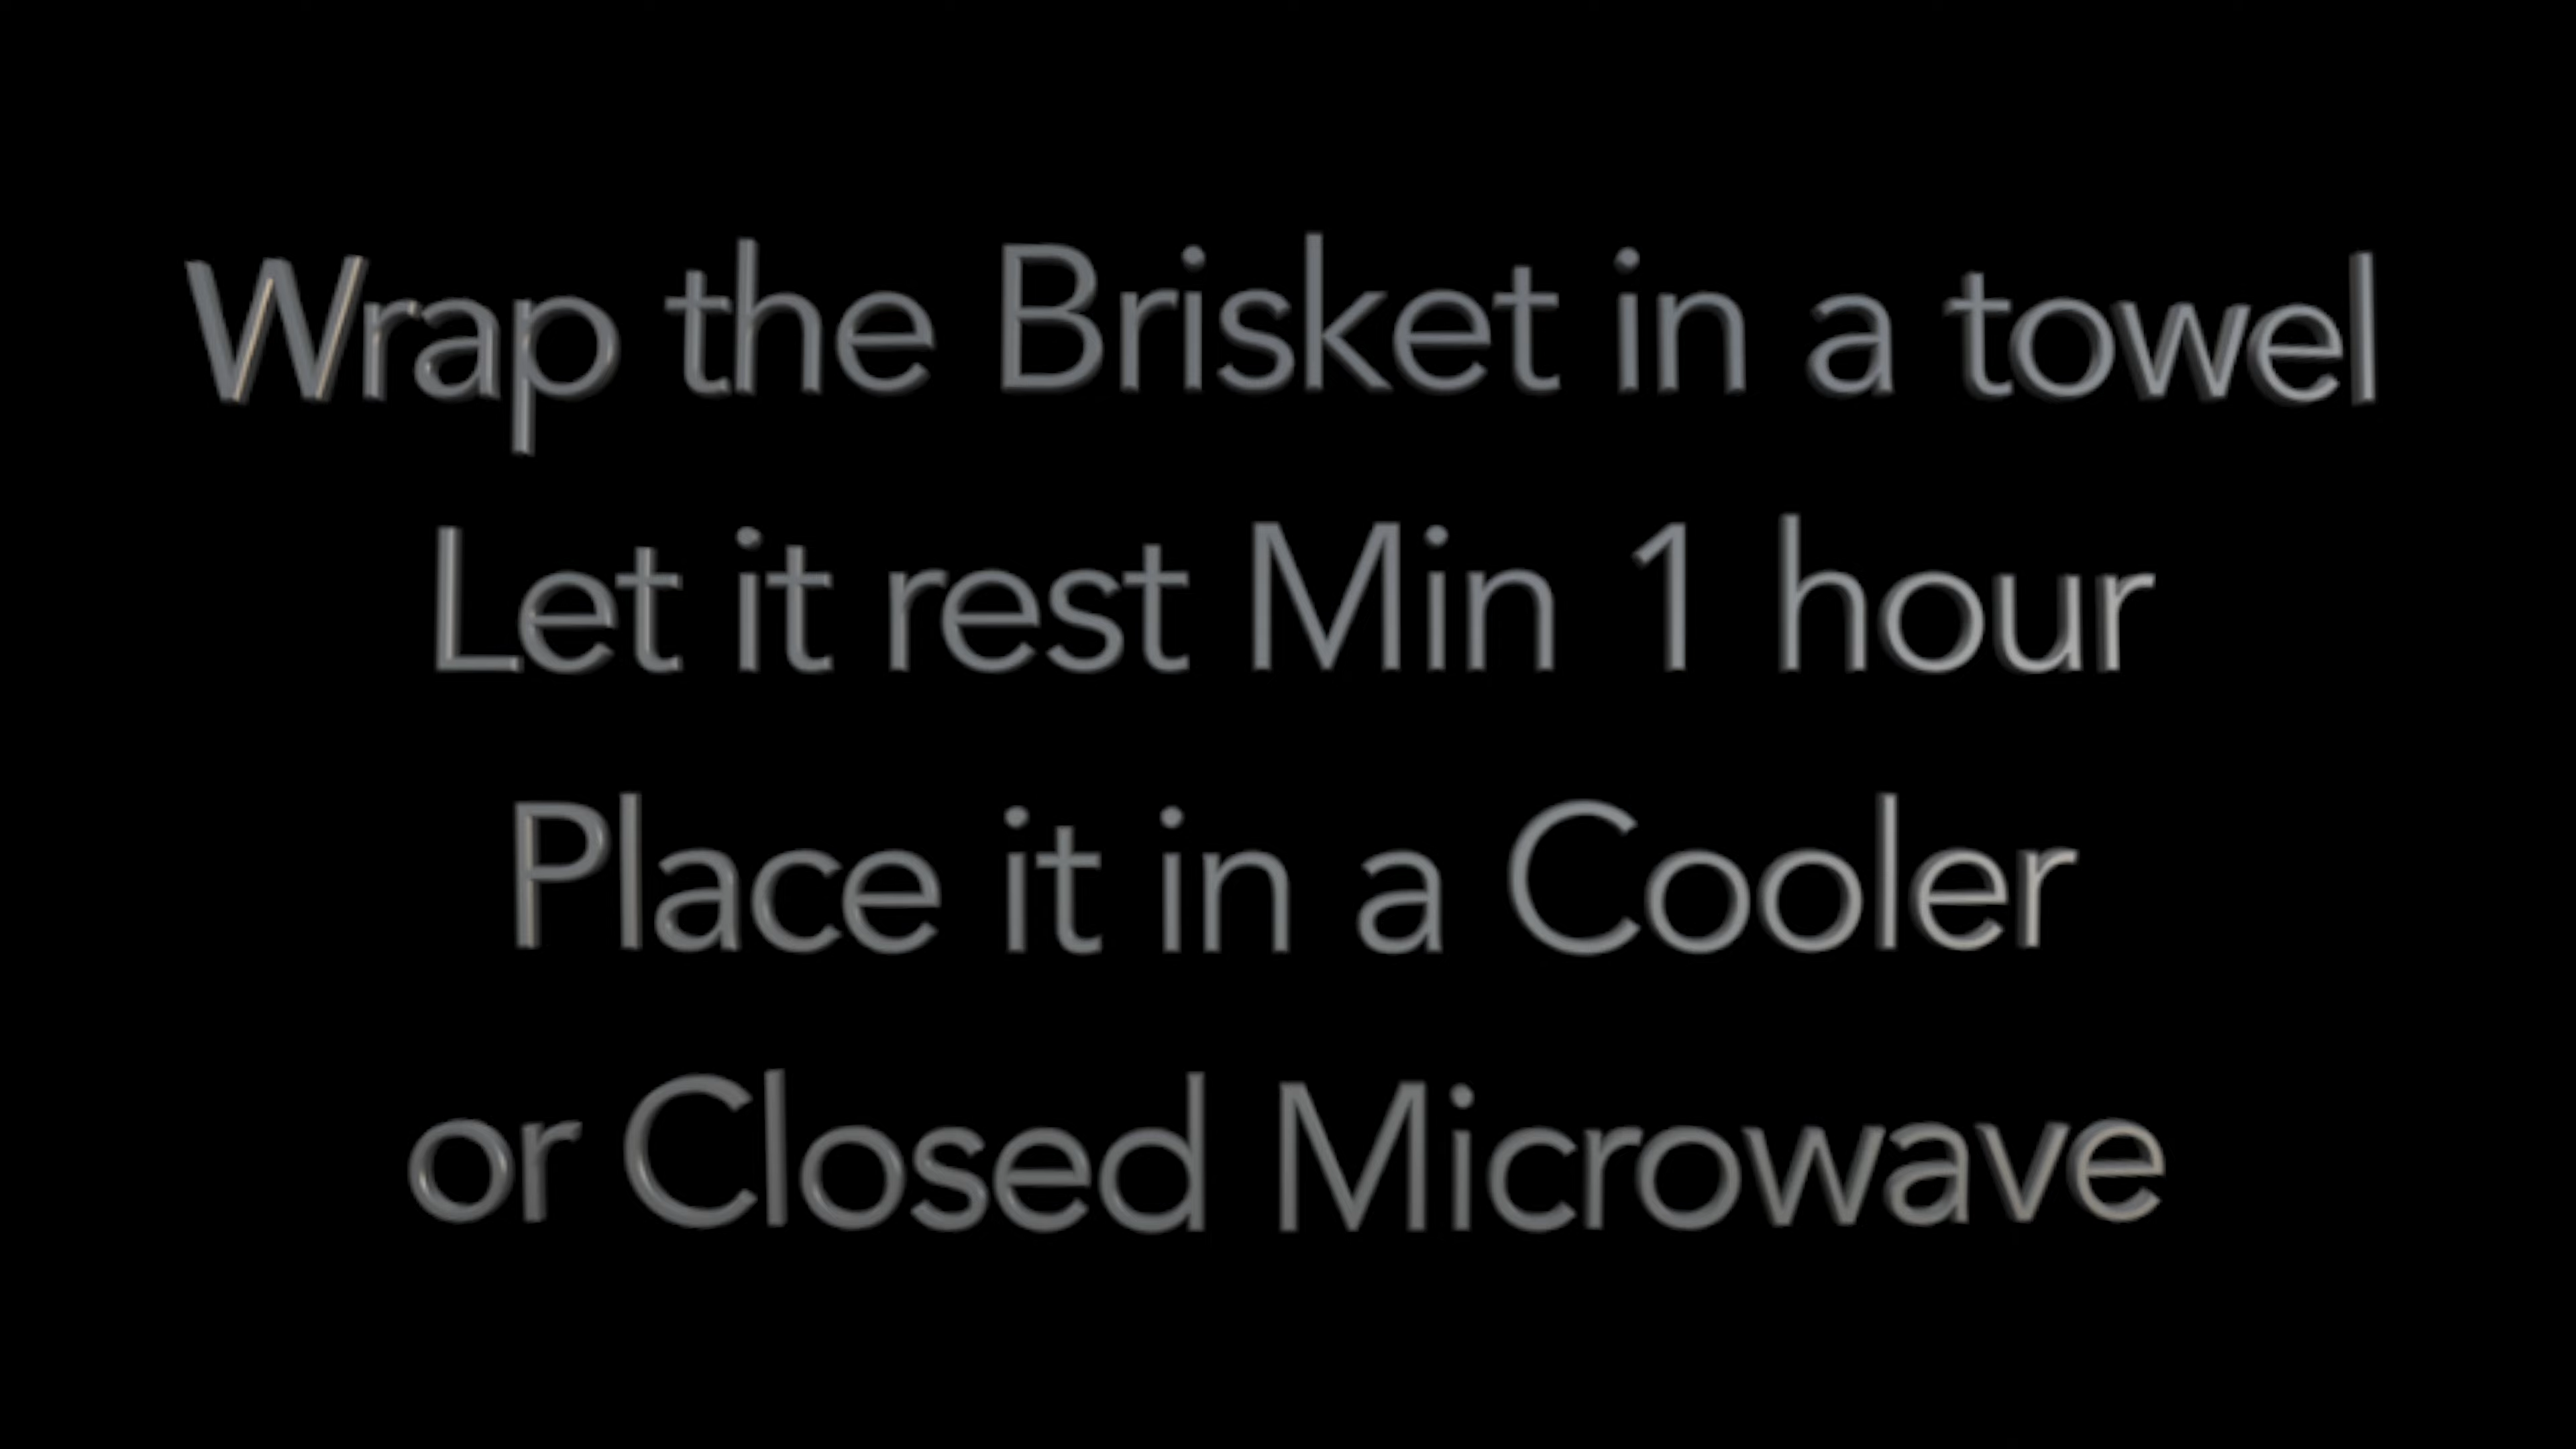 Wrap the Brisket in a towel
Let it rest Min 1 hour
Place it in a Cooler
or Closed Microwave